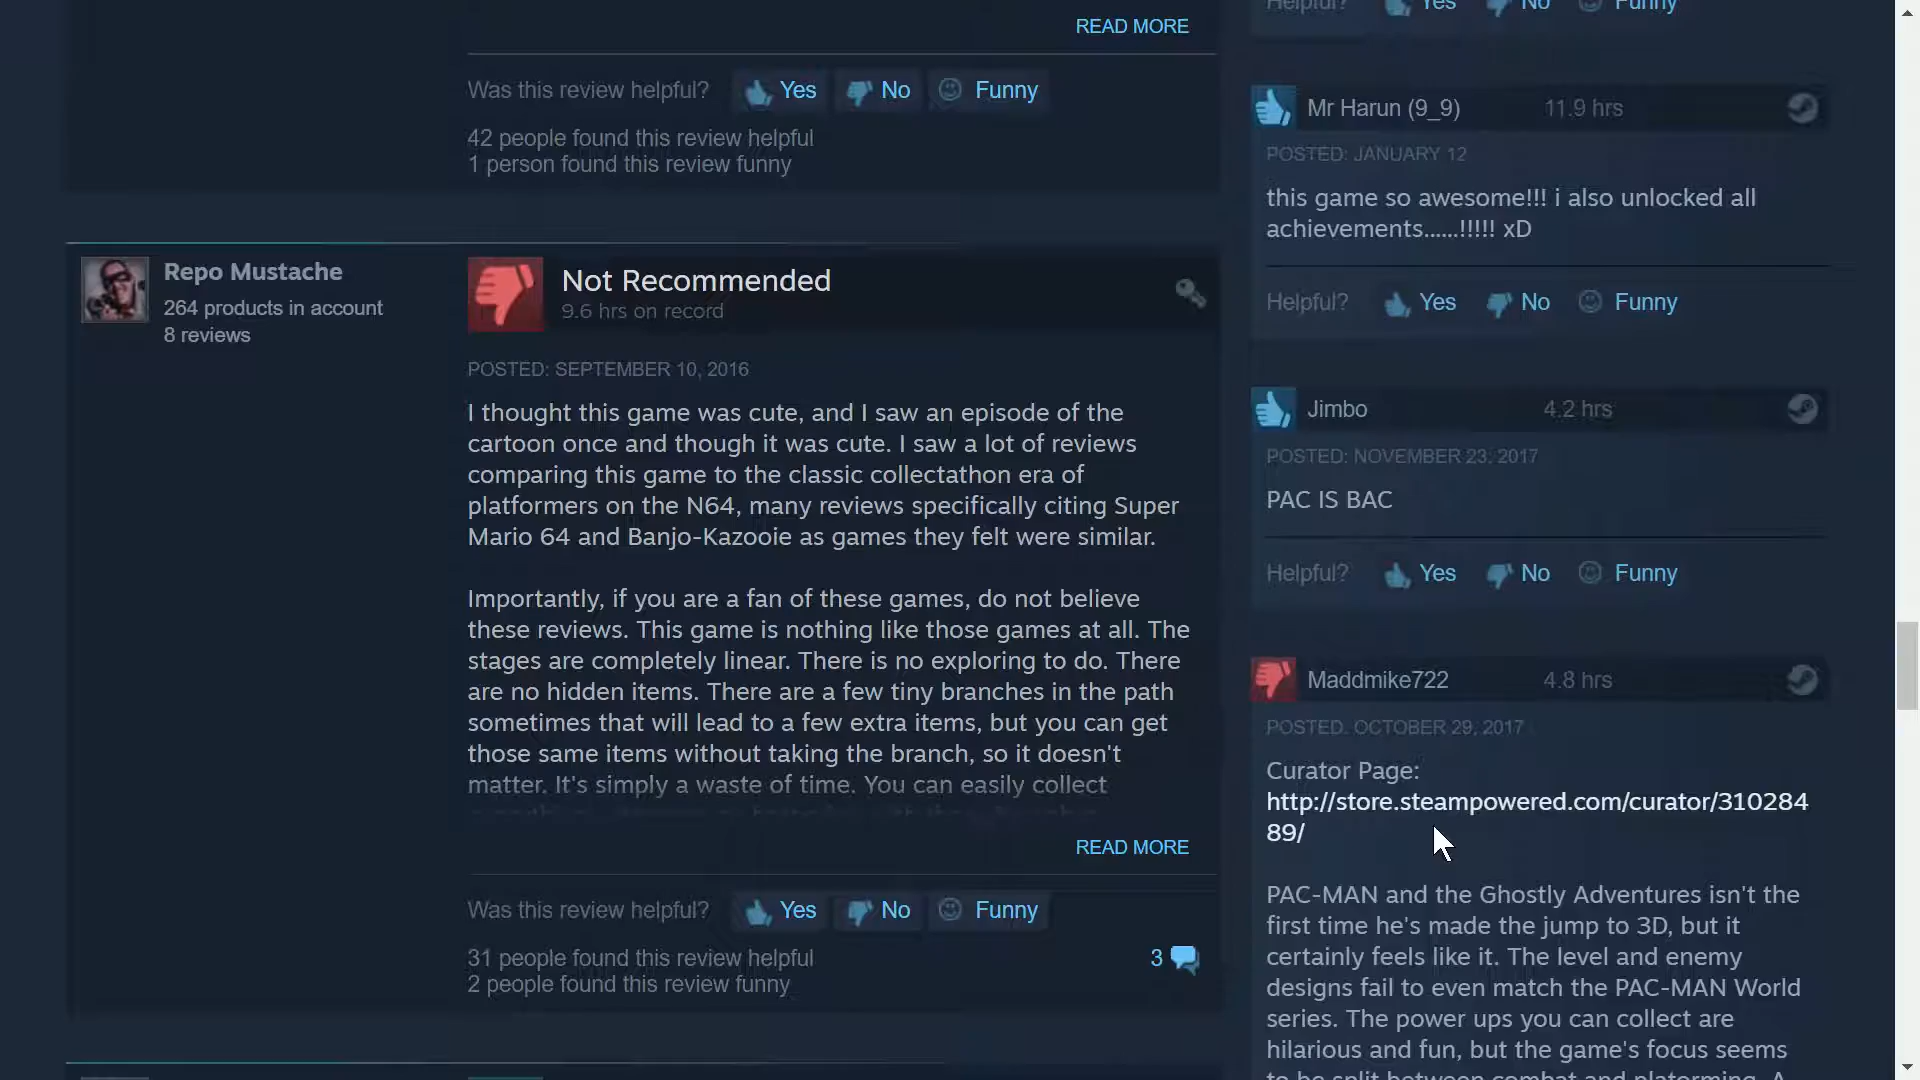 READ MORE
Was this review helpful? Yes No Funny
42 people found this review helpful
1 person found this review funny
Repo Mustache
264 products in account
8 reviews
Not Recommended
9.6 hrs on record
POSTED: SEPTEMBER 10, 2016
I thought this game was cute, and I saw an episode of the
cartoon once and though it was cute. I saw a lot of reviews
comparing this game to the classic collectathon era of
platformers on the N64, many reviews specifically citing Super
Mario 64 and Banjo-Kazooie as games they felt were similar.
Importantly, if you are a fan of these games, do not believe
these reviews. This game is nothing like those games at all. The
stages are completely linear. There is no exploring to do. There
are no hidden items. There are a few tiny branches in the path
sometimes that will lead to a few extra items, but you can get
those same items without taking the branch, so it doesn't
matter. It's simply a waste of time. You can easily collect
READ MORE
Was this review helpful? Yes No Funny
31 people found this review helpful
2 people found this review funny
3
Helpful? Yes No Funny
Mr Harun (9_9) 11.9 hrs
POSTED: JANUARY 12
this game so awesome!!! i also unlocked all
achievements......!!!!! xD
Helpful? Yes No Funny
Jimbo 4.2 hrs
POSTED: NOVEMBER 23, 2017
PAC IS BAC
Helpful? Yes No Funny
Maddmike722 4.8 hrs
POSTED: OCTOBER 29, 2017
Curator Page:
http://store.steampowered.com/curator/310284
89/
PAC-MAN and the Ghostly Adventures isn't the
first time he's made the jump to 3D, but it
certainly feels like it. The level and enemy
designs fail to even match the PAC-MAN World
series. The power ups you can collect are
hilarious and fun, but the game's focus seems
to be split between combat and platorming. A